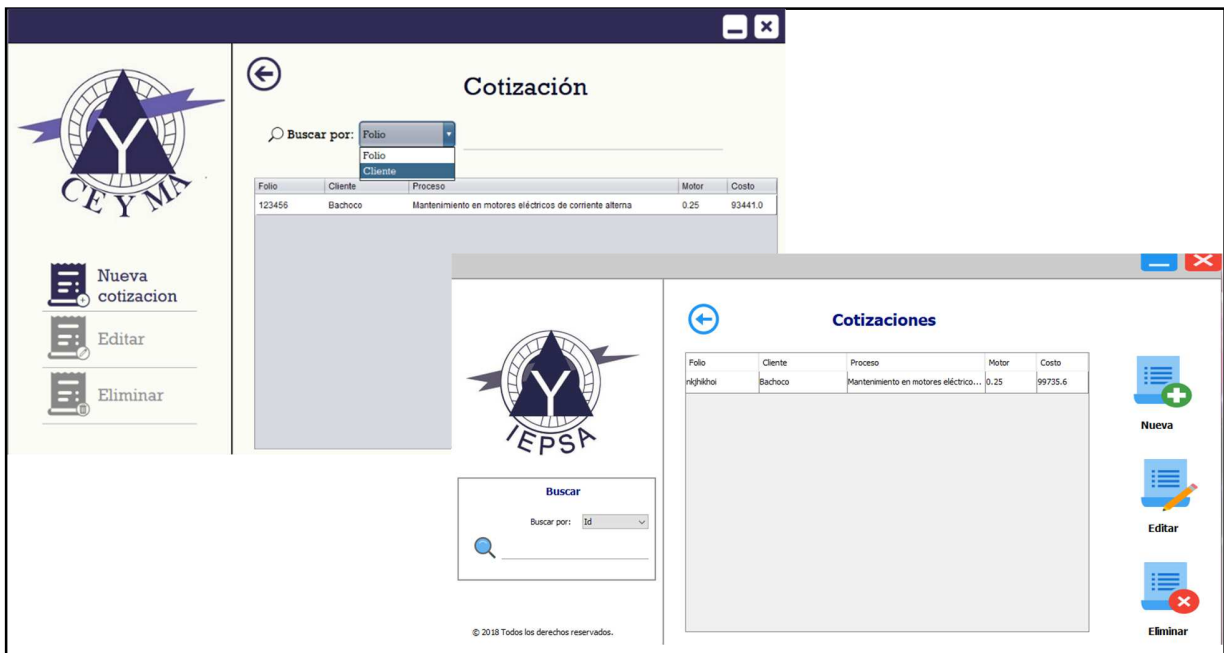 Cotización
Buscar por: Folio
Folio
Cliente
Folio Cliente Proceso Motor Costo
123456 Bachoco Mantenimiento en motores eléctricos de corriente alterna 0.25 93441.0
Y
CEYMA
Nueva
cotizacion
Editar
Eliminar
Cotizaciones
Folio Cliente Proceso Motor Costo
nkjhikhoi Bachoco Mantenimiento en motores eléctrico... 0.25 99735.6
Y
IEPSA
Buscar
Buscar por: Id
© 2018 Todos los derechos reservados.
Nueva
Editar
Eliminar